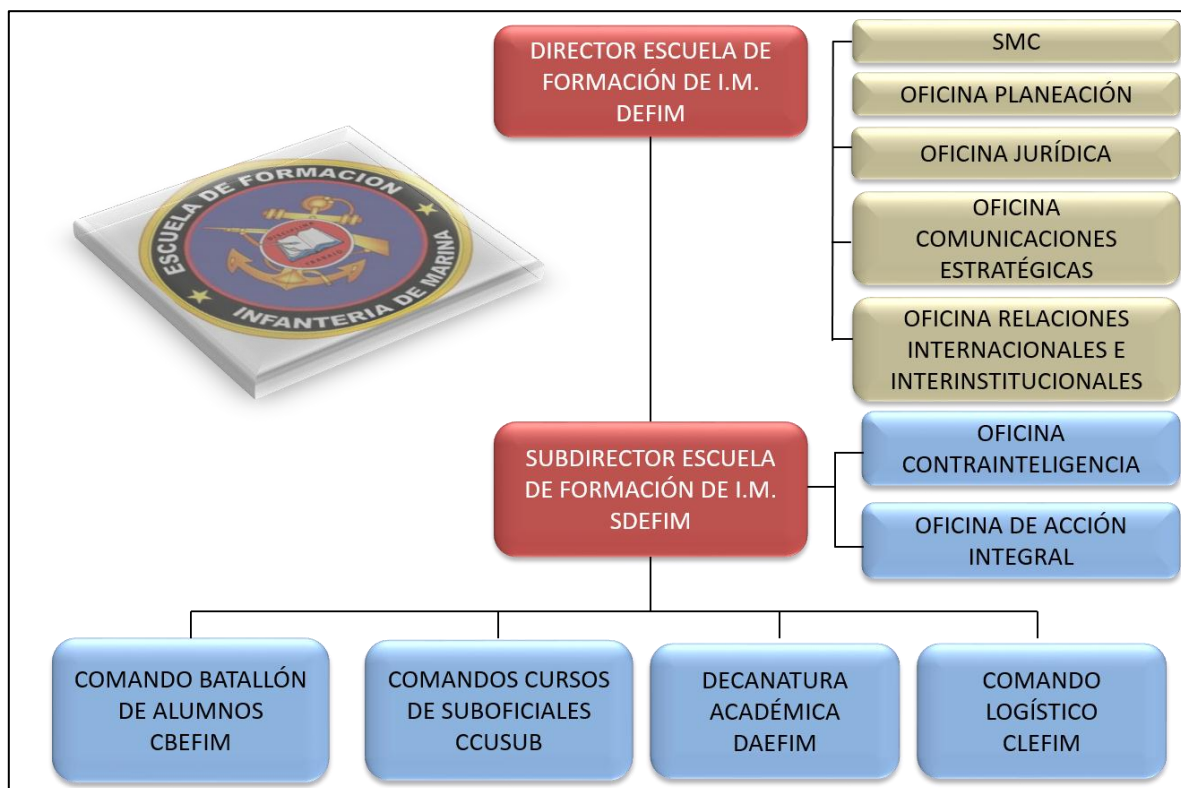 DIRECTOR ESCUELA DE
FORMACIÓN DE I.M.
DEFIM
SMC
OFICINA PLANEACIÓN
OFICINA JURÍDICA
OFICINA
COMUNICACIONES
ESTRATÉGICAS
OFICINA RELACIONES
INTERNACIONALES E
INTERINSTITUCIONALES
ESCUELA DE FORMACION
INFANTERIA DE MARINA
DISCIPLINA
TRABAJO
SUBDIRECTOR ESCUELA
DE FORMACIÓN DE I.M.
SDEFIM
OFICINA
CONTRAINTELIGENCIA
OFICINA DE ACCIÓN
INTEGRAL
COMANDO BATALLÓN
DE ALUMNOS
CBEFIM
COMANDOS CURSOS
DE SUBOFICIALES
CCUSUB
DECANATURA
ACADÉMICA
DAEFIM
COMANDO
LOGÍSTICO
CLEFIM